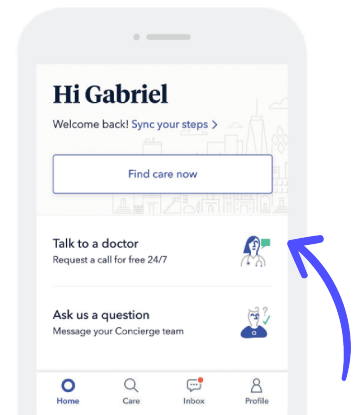 Hi Gabriel
Welcome back! Sync your steps >
Find care now
Talk to a doctor
Request a call for free 24/7
Ask us a question
Message your Concierge team
Home Care Inbox Profile